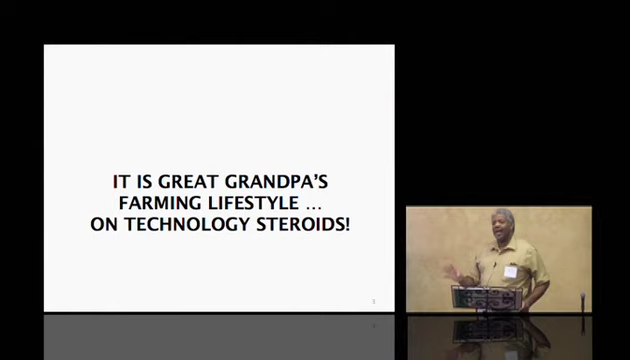 IT IS GREAT GRANDPA'S
FARMING LIFESTYLE …
ON TECHNOLOGY STEROIDS!